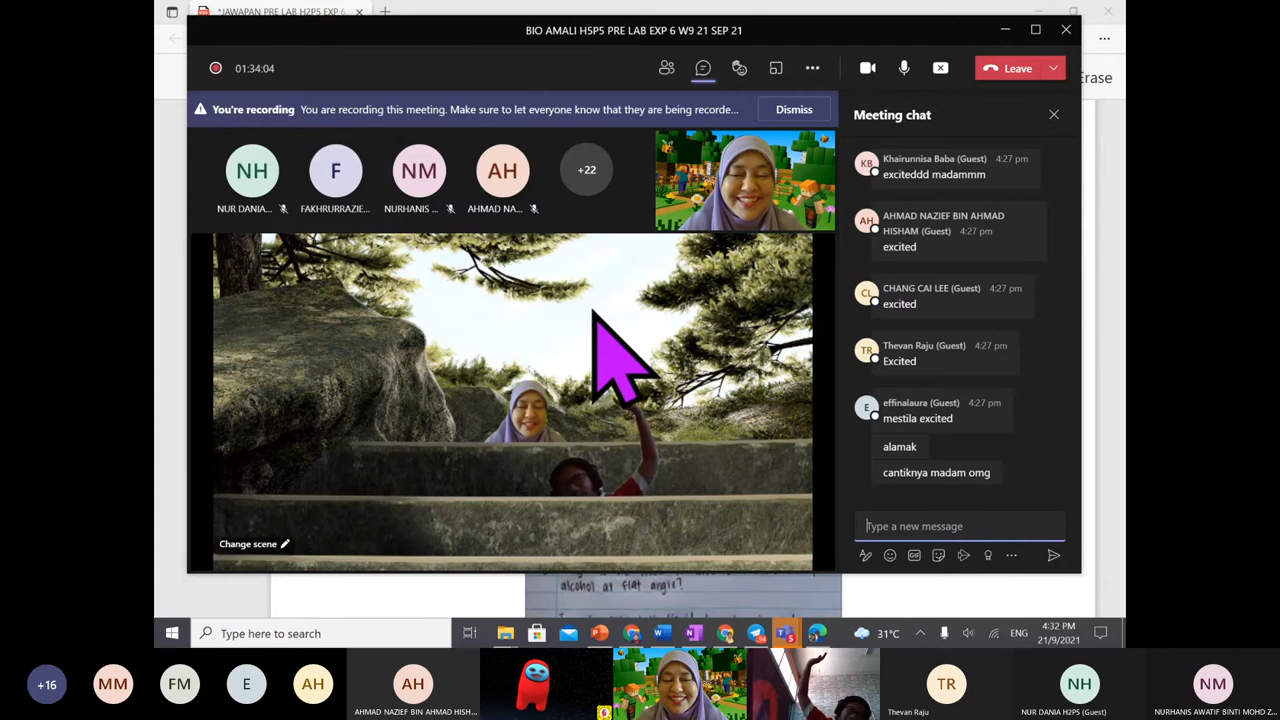 *JAWAPAN PRE LAB H2P5 EXP 6
BIO AMALI H5P5 PRE LAB EXP 6 W9 21 SEP 21
01:34:04
Leave
Erase
You're recording You are recording this meeting. Make sure to let everyone know that they are being recorde...
Dismiss
NH
F
NM
AH
+22
NUR DANIA...
FAKHRURRAZIE...
NURHANIS ...
AHMAD NA...
Change scene
Meeting chat
KB
Khairunnisa Baba (Guest) 4:27 pm
exciteddd madammm
AH
AHMAD NAZIEF BIN AHMAD
HISHAM (Guest) 4:27 pm
excited
CL
CHANG CAI LEE (Guest) 4:27 pm
excited
TR
Thevan Raju (Guest) 4:27 pm
Excited
E
effinalaura (Guest) 4:27 pm
mestila excited
alamak
cantiknya madam omg
Type a new message
GIF
alcohol at flat angle?
Type here to search
5
31°C
ENG
4:32 PM
21/9/2021
+16
MM
FM
E
AH
AH
AHMAD NAZIEF BIN AHMAD HISH...
TR
Thevan Raju
NH
NUR DANIA H2P5 (Guest)
NM
NURHANIS AWATIF BINTI MOHD Z...